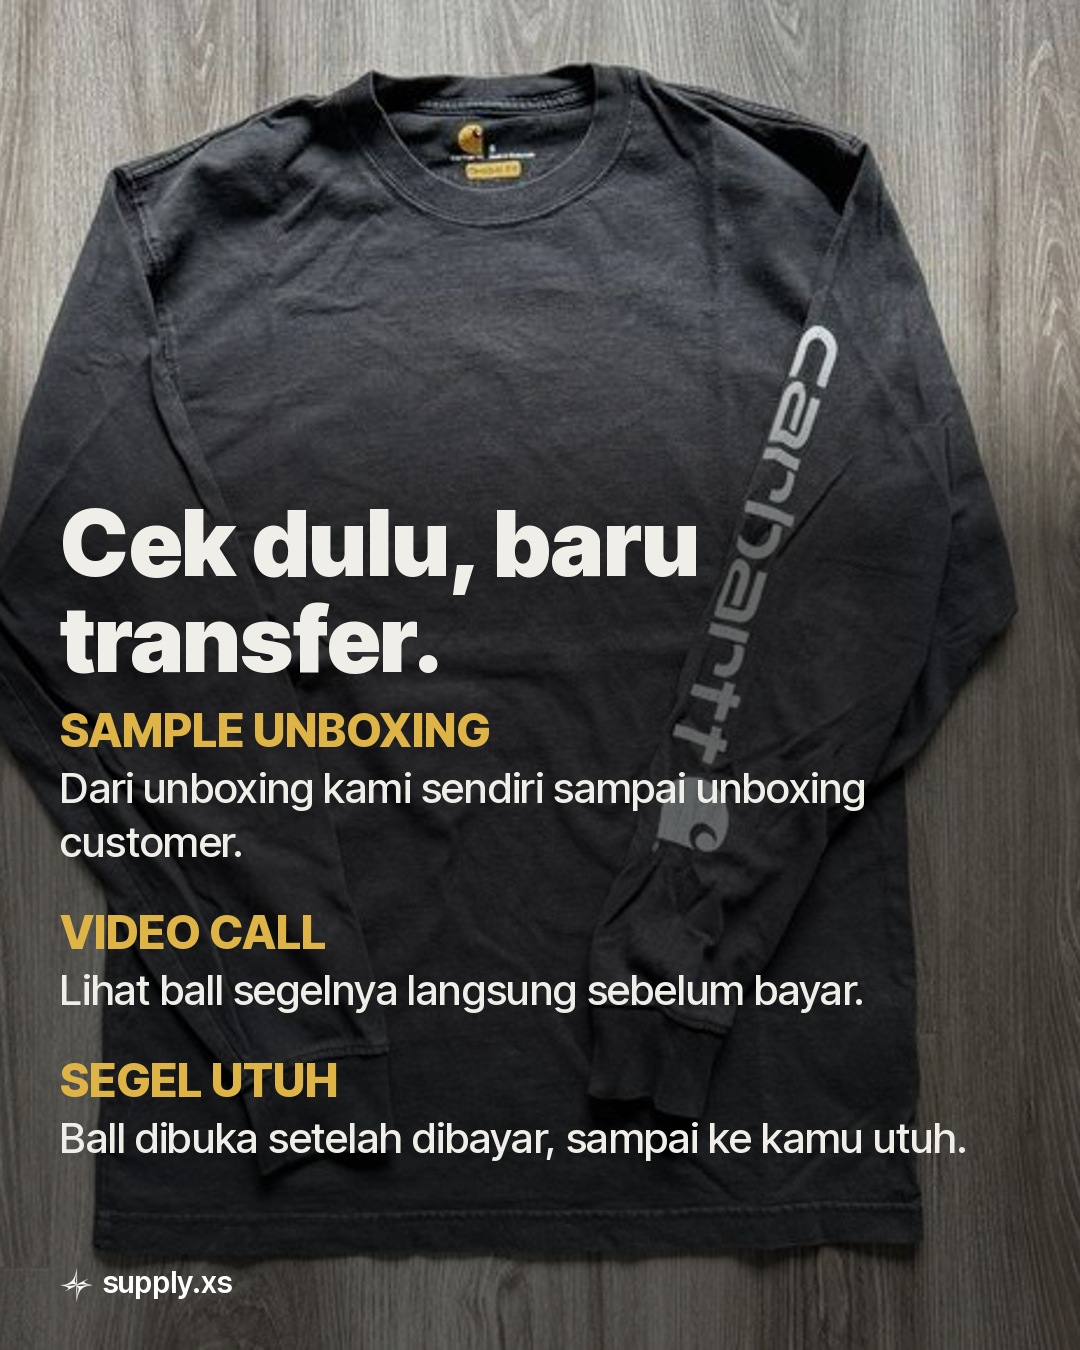 carhartt
Cek dulu, baru
transfer.
SAMPLE UNBOXING
Dari unboxing kami sendiri sampai unboxing
customer.
VIDEO CALL
Lihat ball segelnya langsung sebelum bayar.
SEGEL UTUH
Ball dibuka setelah dibayar, sampai ke kamu utuh.
supply.xs